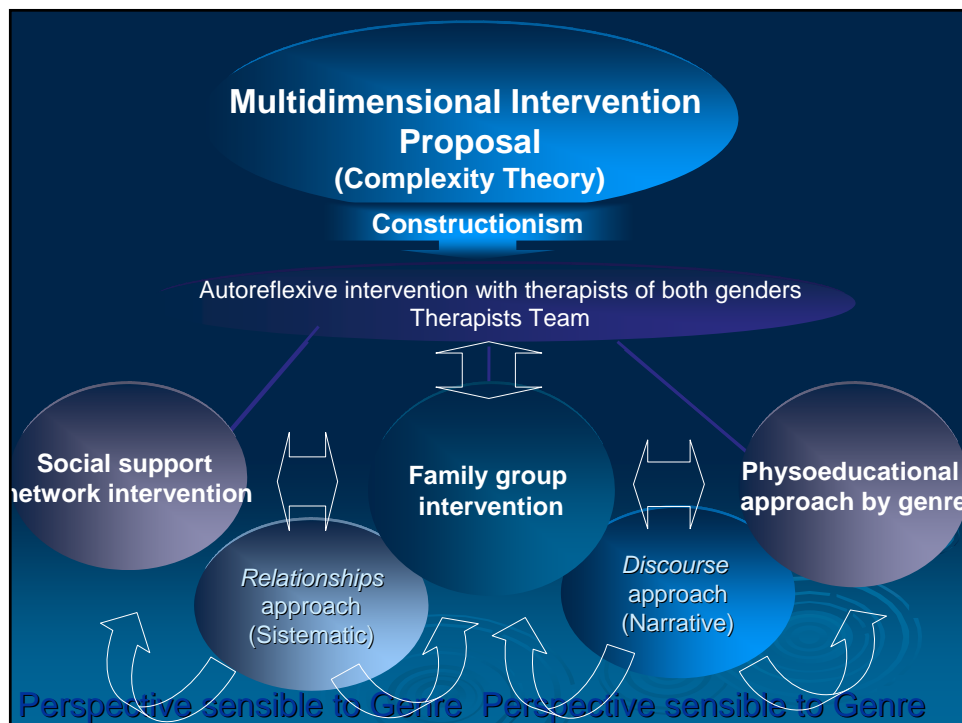 Multidimensional Intervention
Proposal
(Complexity Theory)
Constructionism
Autoreflexive intervention with therapists of both genders
Therapists Team
Social support
network intervention
Family group
intervention
Physoeducational
approach by genre
Relationships
approach
(Sistematic)
Discourse
approach
(Narrative)
Perspective sensible to Genre Perspective sensible to Genre